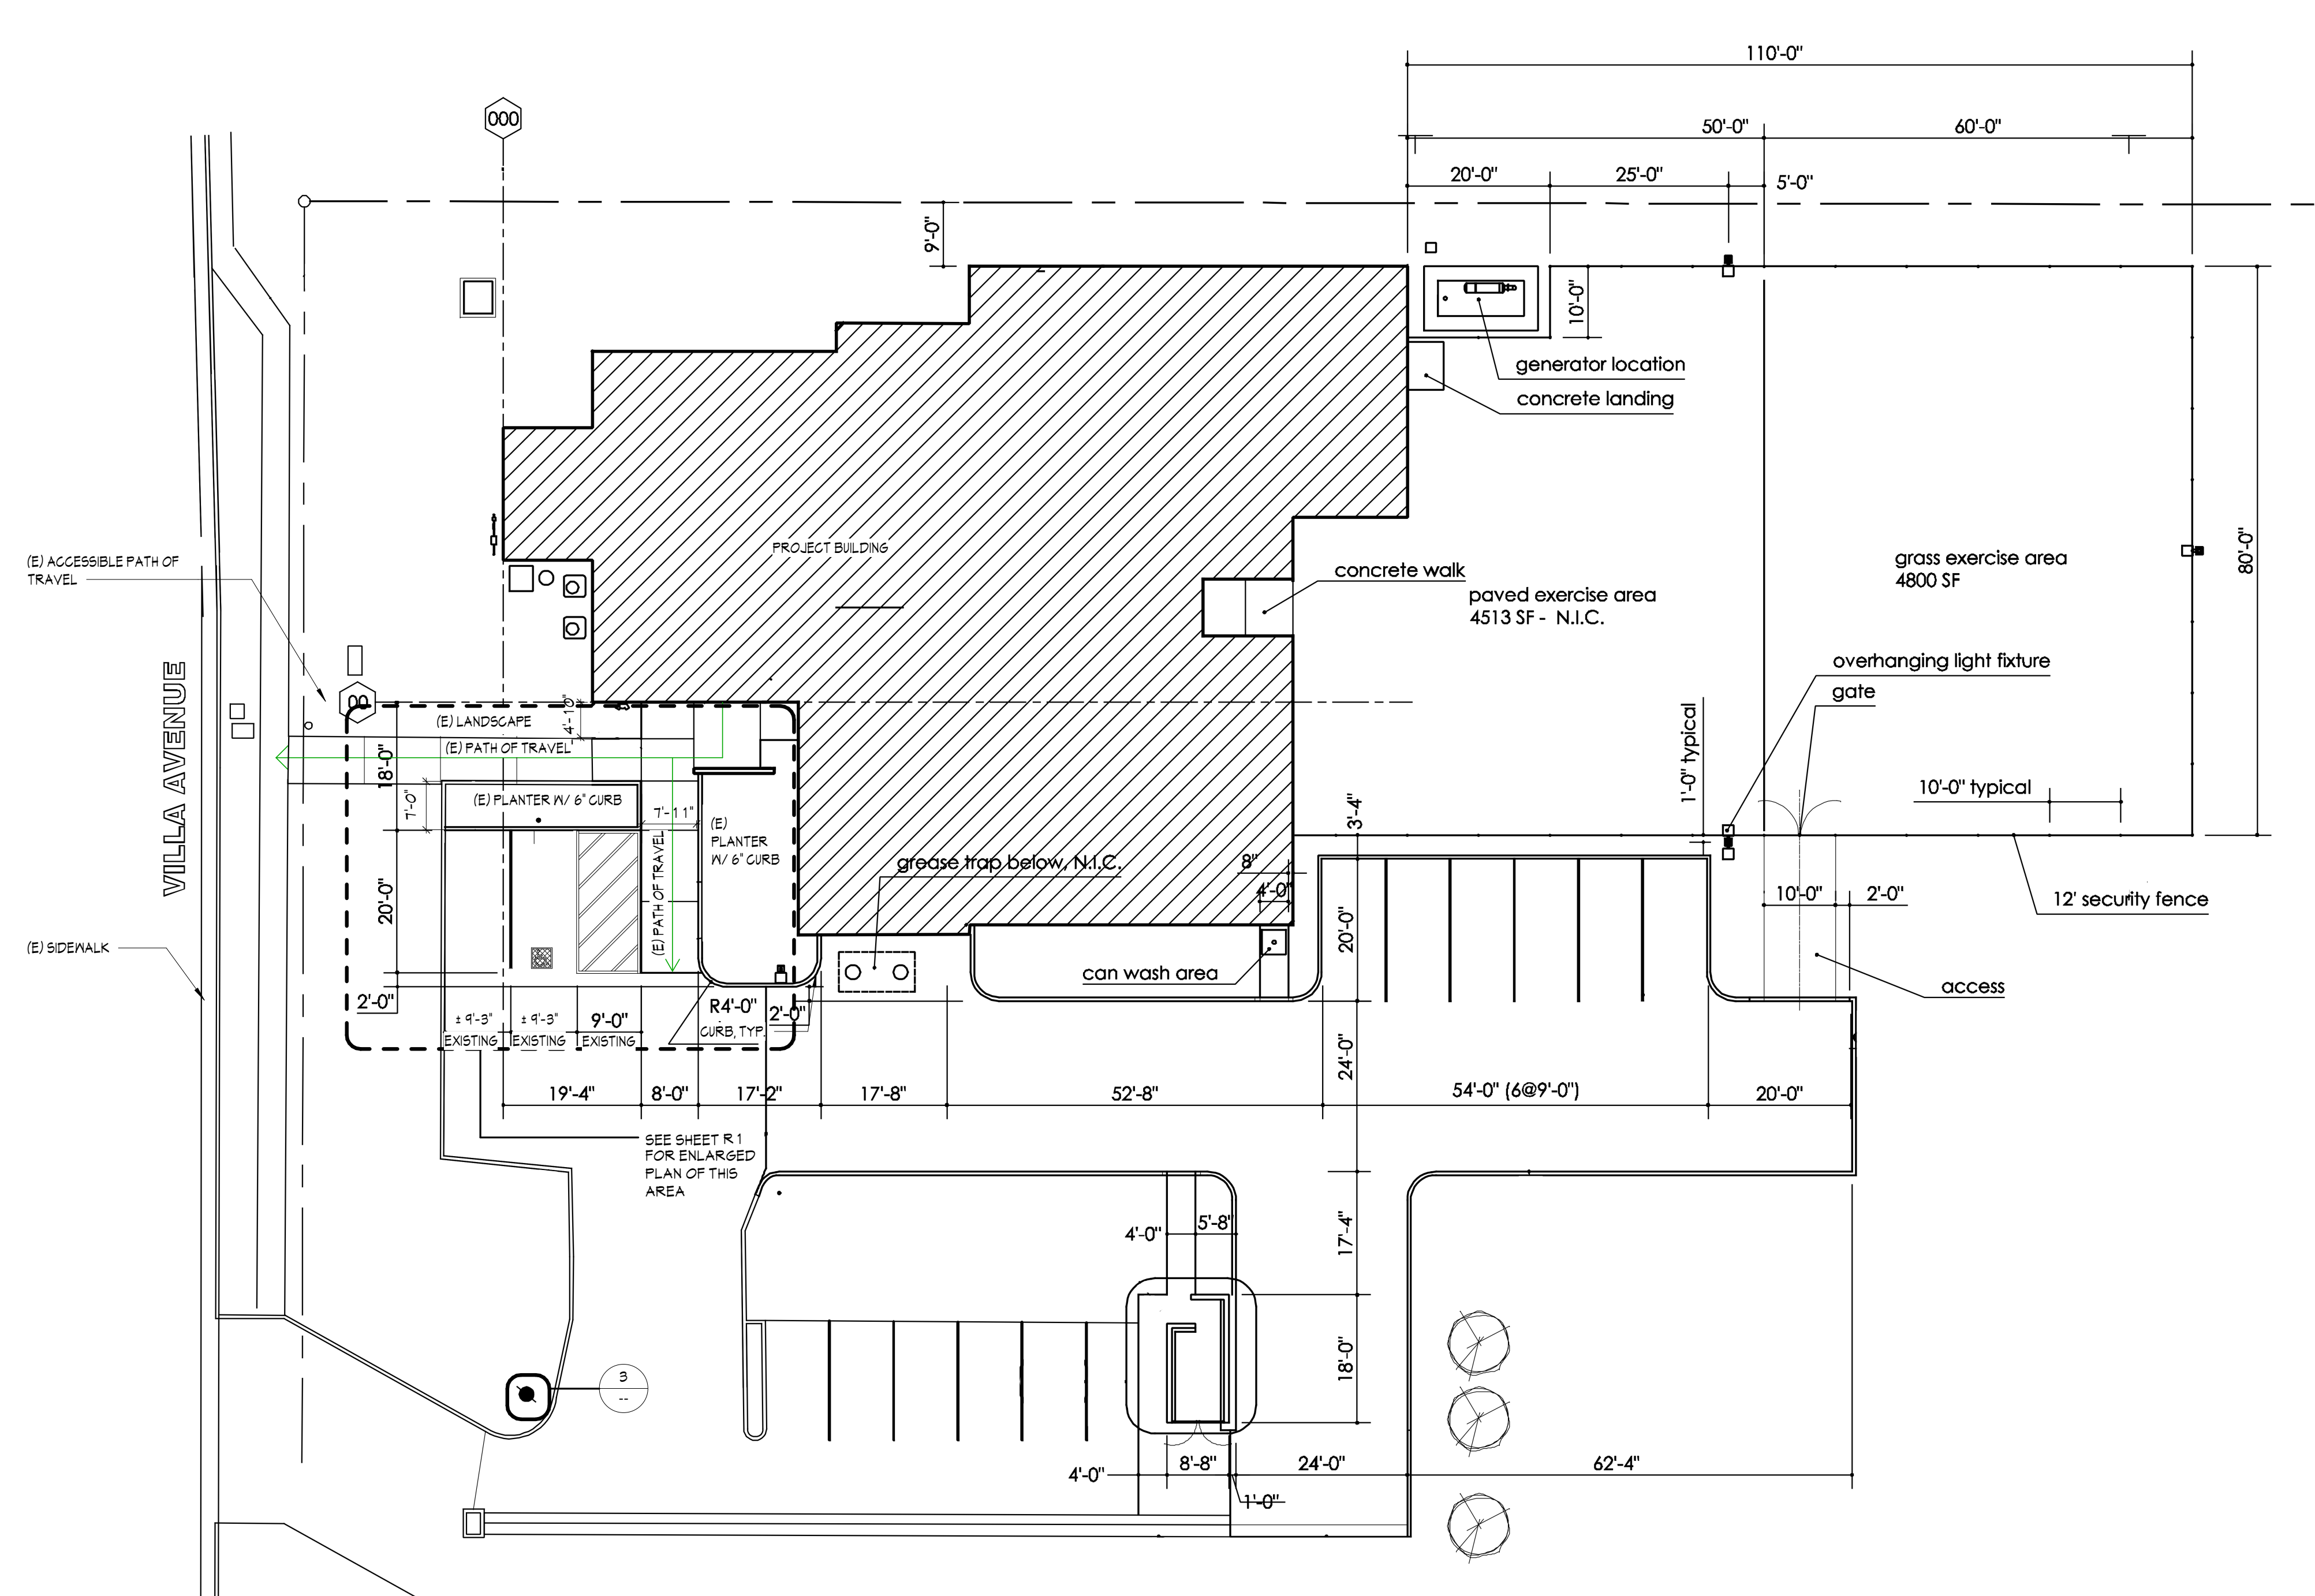 110'-0"
000
50'-0"
60'-0"
20'-0"
25'-0"
5'-0"
9'-0"
10'-0"
generator location
concrete landing
80'-0"
PROJECT BUILDING
(E) ACCESSIBLE PATH OF
TRAVEL
concrete walk
paved exercise area
4513 SF - N.I.C.
grass exercise area
4800 SF
overhanging light fixture
gate
VILLA AVENUE
(E) LANDSCAPE
4'-10"
(E) PATH OF TRAVEL
18'-0"
7'-0"
(E) PLANTER W/ 6" CURB
7'-11"
(E)
PLANTER
W/ 6" CURB
(E) PATH OF TRAVEL
1'-0" typical
10'-0" typical
3'-4"
grease trap below, N.I.C.
8"
4'-0"
20'-0"
20'-0"
10'-0"
2'-0"
12' security fence
(E) SIDEWALK
can wash area
access
2'-0"
± 9'-3"
± 9'-3"
9'-0"
EXISTING
EXISTING
EXISTING
R4'-0"
CURB, TYP.
2'-0"
24'-0"
19'-4"
8'-0"
17'-2"
17'-8"
52'-8"
54'-0" (6@9'-0")
20'-0"
SEE SHEET R1
FOR ENLARGED
PLAN OF THIS
AREA
4'-0"
5'-8"
17'-4"
18'-0"
3
--
4'-0"
8'-8"
24'-0"
62'-4"
1'-0"